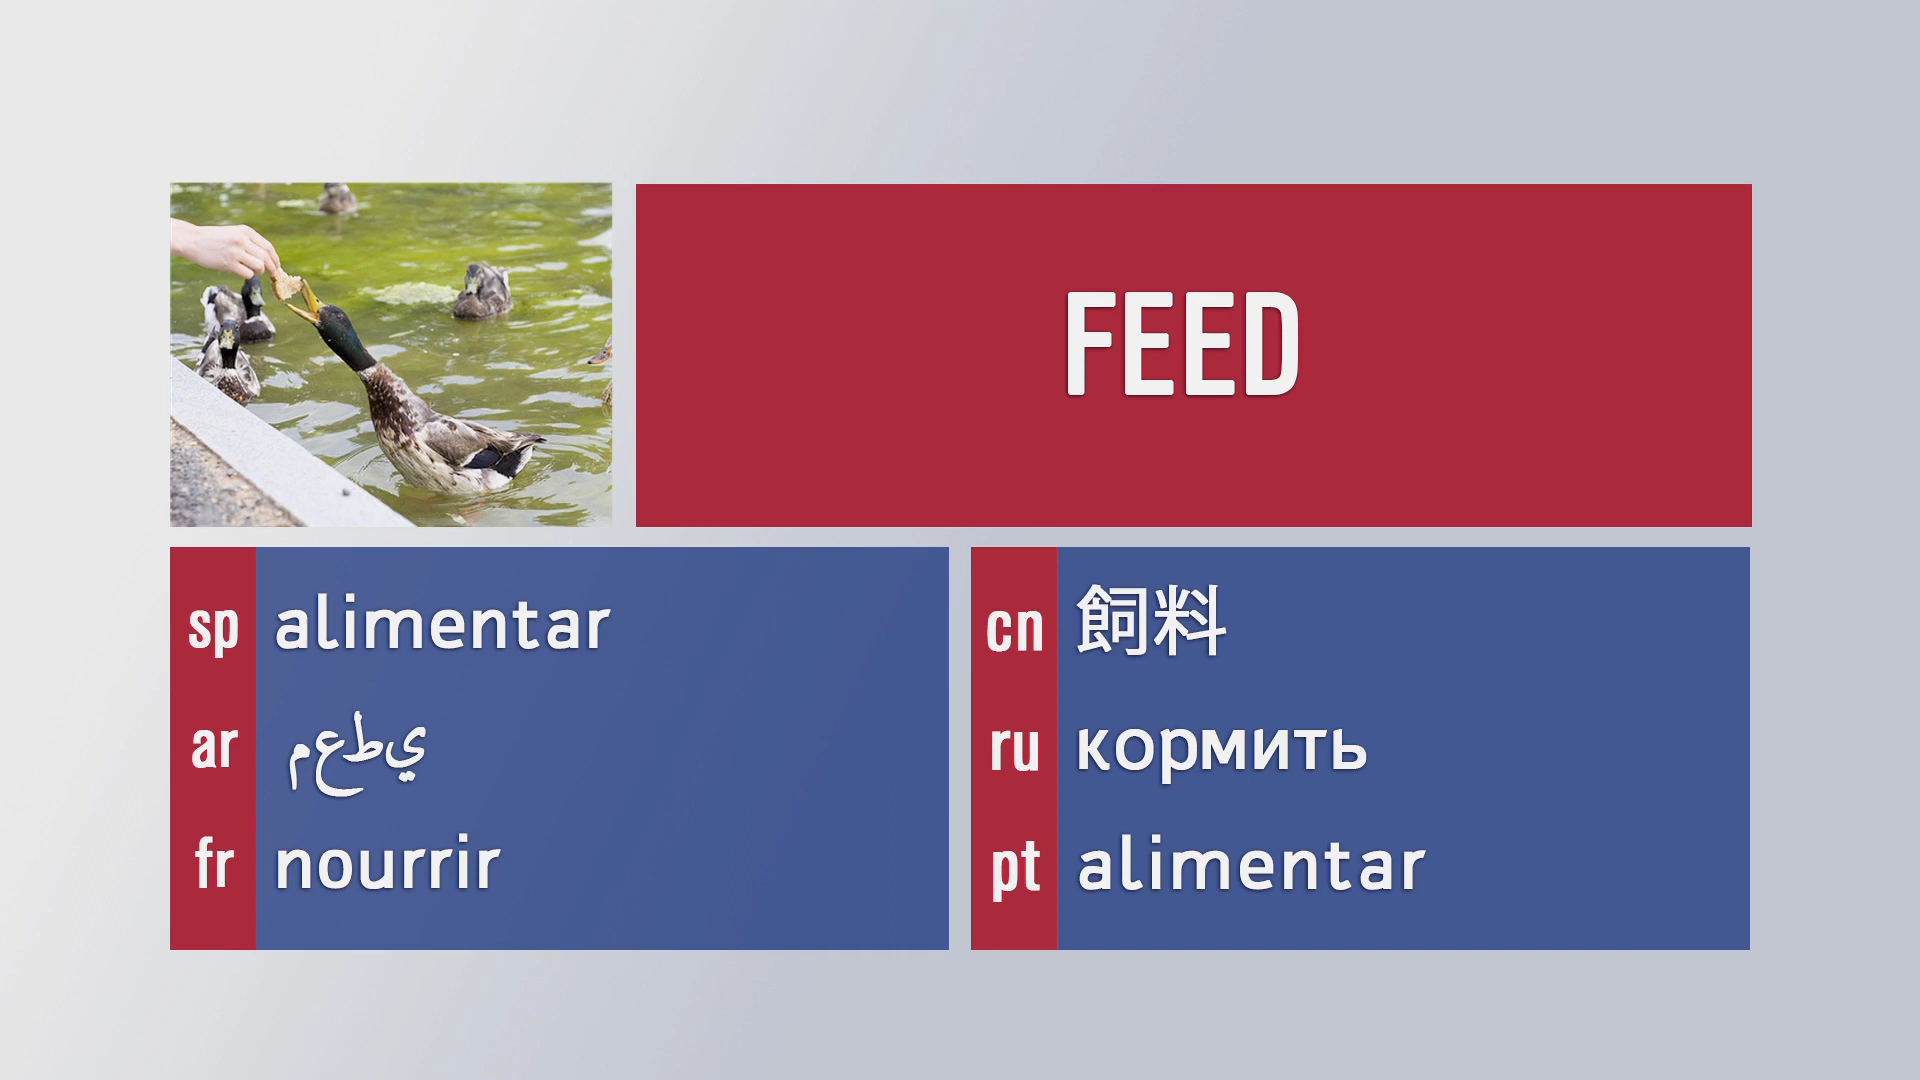 FEED
sp alimentar
ar يطعم
fr nourrir
cn 飼料
ru кормить
pt alimentar